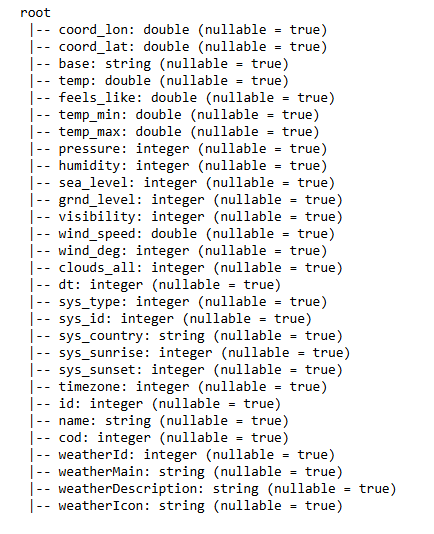 root
 |-- coord_lon: double (nullable = true)
 |-- coord_lat: double (nullable = true)
 |-- base: string (nullable = true)
 |-- temp: double (nullable = true)
 |-- feels_like: double (nullable = true)
 |-- temp_min: double (nullable = true)
 |-- temp_max: double (nullable = true)
 |-- pressure: integer (nullable = true)
 |-- humidity: integer (nullable = true)
 |-- sea_level: integer (nullable = true)
 |-- grnd_level: integer (nullable = true)
 |-- visibility: integer (nullable = true)
 |-- wind_speed: double (nullable = true)
 |-- wind_deg: integer (nullable = true)
 |-- clouds_all: integer (nullable = true)
 |-- dt: integer (nullable = true)
 |-- sys_type: integer (nullable = true)
 |-- sys_id: integer (nullable = true)
 |-- sys_country: string (nullable = true)
 |-- sys_sunrise: integer (nullable = true)
 |-- sys_sunset: integer (nullable = true)
 |-- timezone: integer (nullable = true)
 |-- id: integer (nullable = true)
 |-- name: string (nullable = true)
 |-- cod: integer (nullable = true)
 |-- weatherId: integer (nullable = true)
 |-- weatherMain: string (nullable = true)
 |-- weatherDescription: string (nullable = true)
 |-- weatherIcon: string (nullable = true)